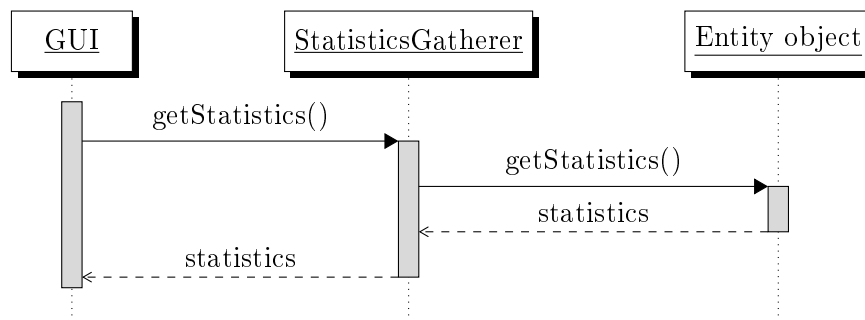 GUI
StatisticsGatherer
Entity object
getStatistics()
getStatistics()
statistics
statistics